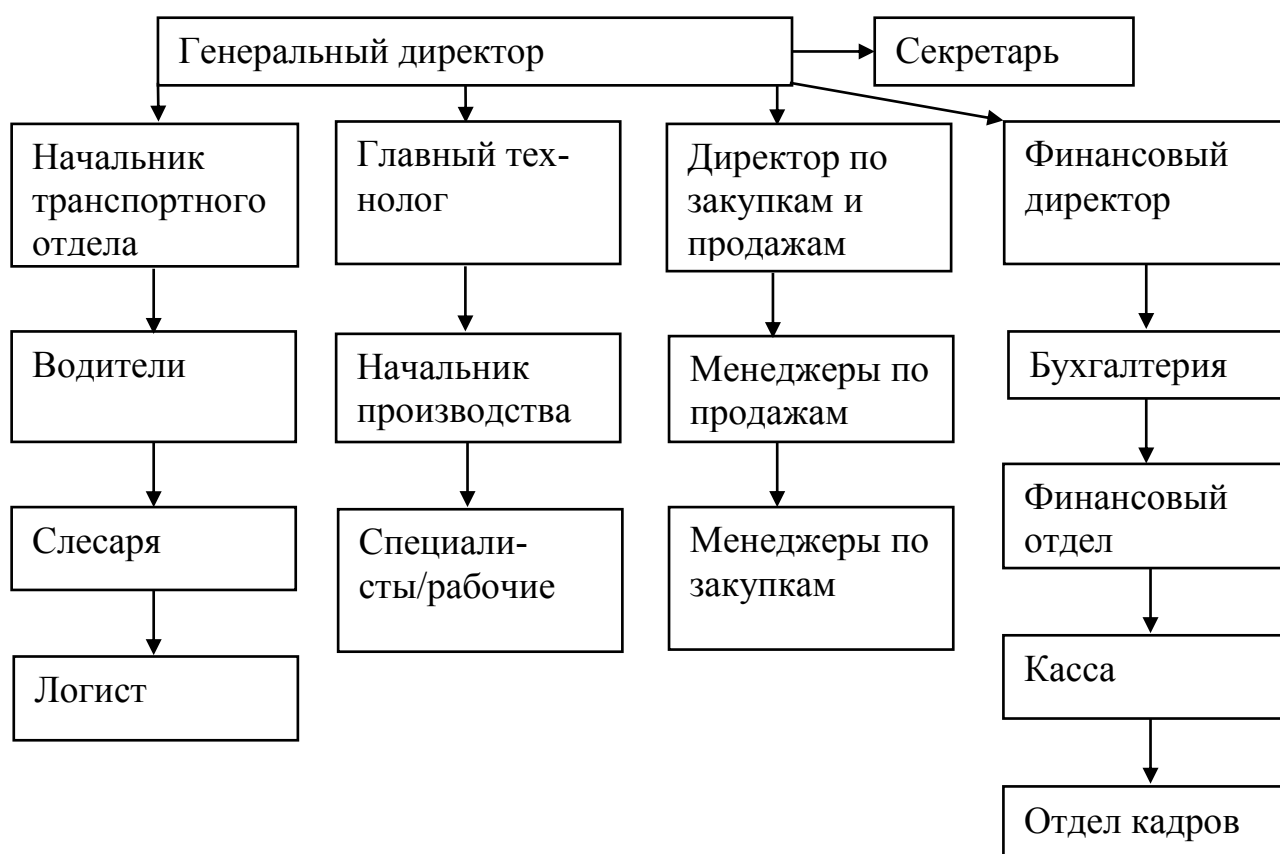 Генеральный директор
Секретарь
Начальник
транспортного
отдела
Главный тех-
нолог
Директор по
закупкам и
продажам
Финансовый
директор
Водители
Начальник
производства
Менеджеры по
продажам
Бухгалтерия
Слесаря
Специали-
сты/рабочие
Менеджеры по
закупкам
Финансовый
отдел
Логист
Касса
Отдел кадров